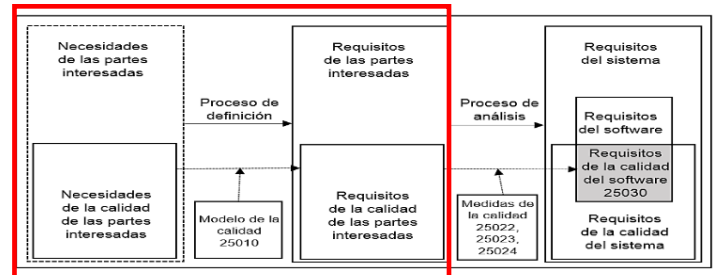 Necesidades
de las partes
interesadas
Proceso de
definición
Requisitos
de las partes
interesadas
Proceso de
análisis
Requisitos
del sistema
Requisitos
del software
Necesidades
de la calidad
de las partes
interesadas
Modelo de la
calidad
25010
Requisitos
de la calidad
de las partes
interesadas
Medidas de
la calidad
25022,
25023,
25024
Requisitos
de la calidad
del software
25030
Requisitos
de la calidad
del sistema